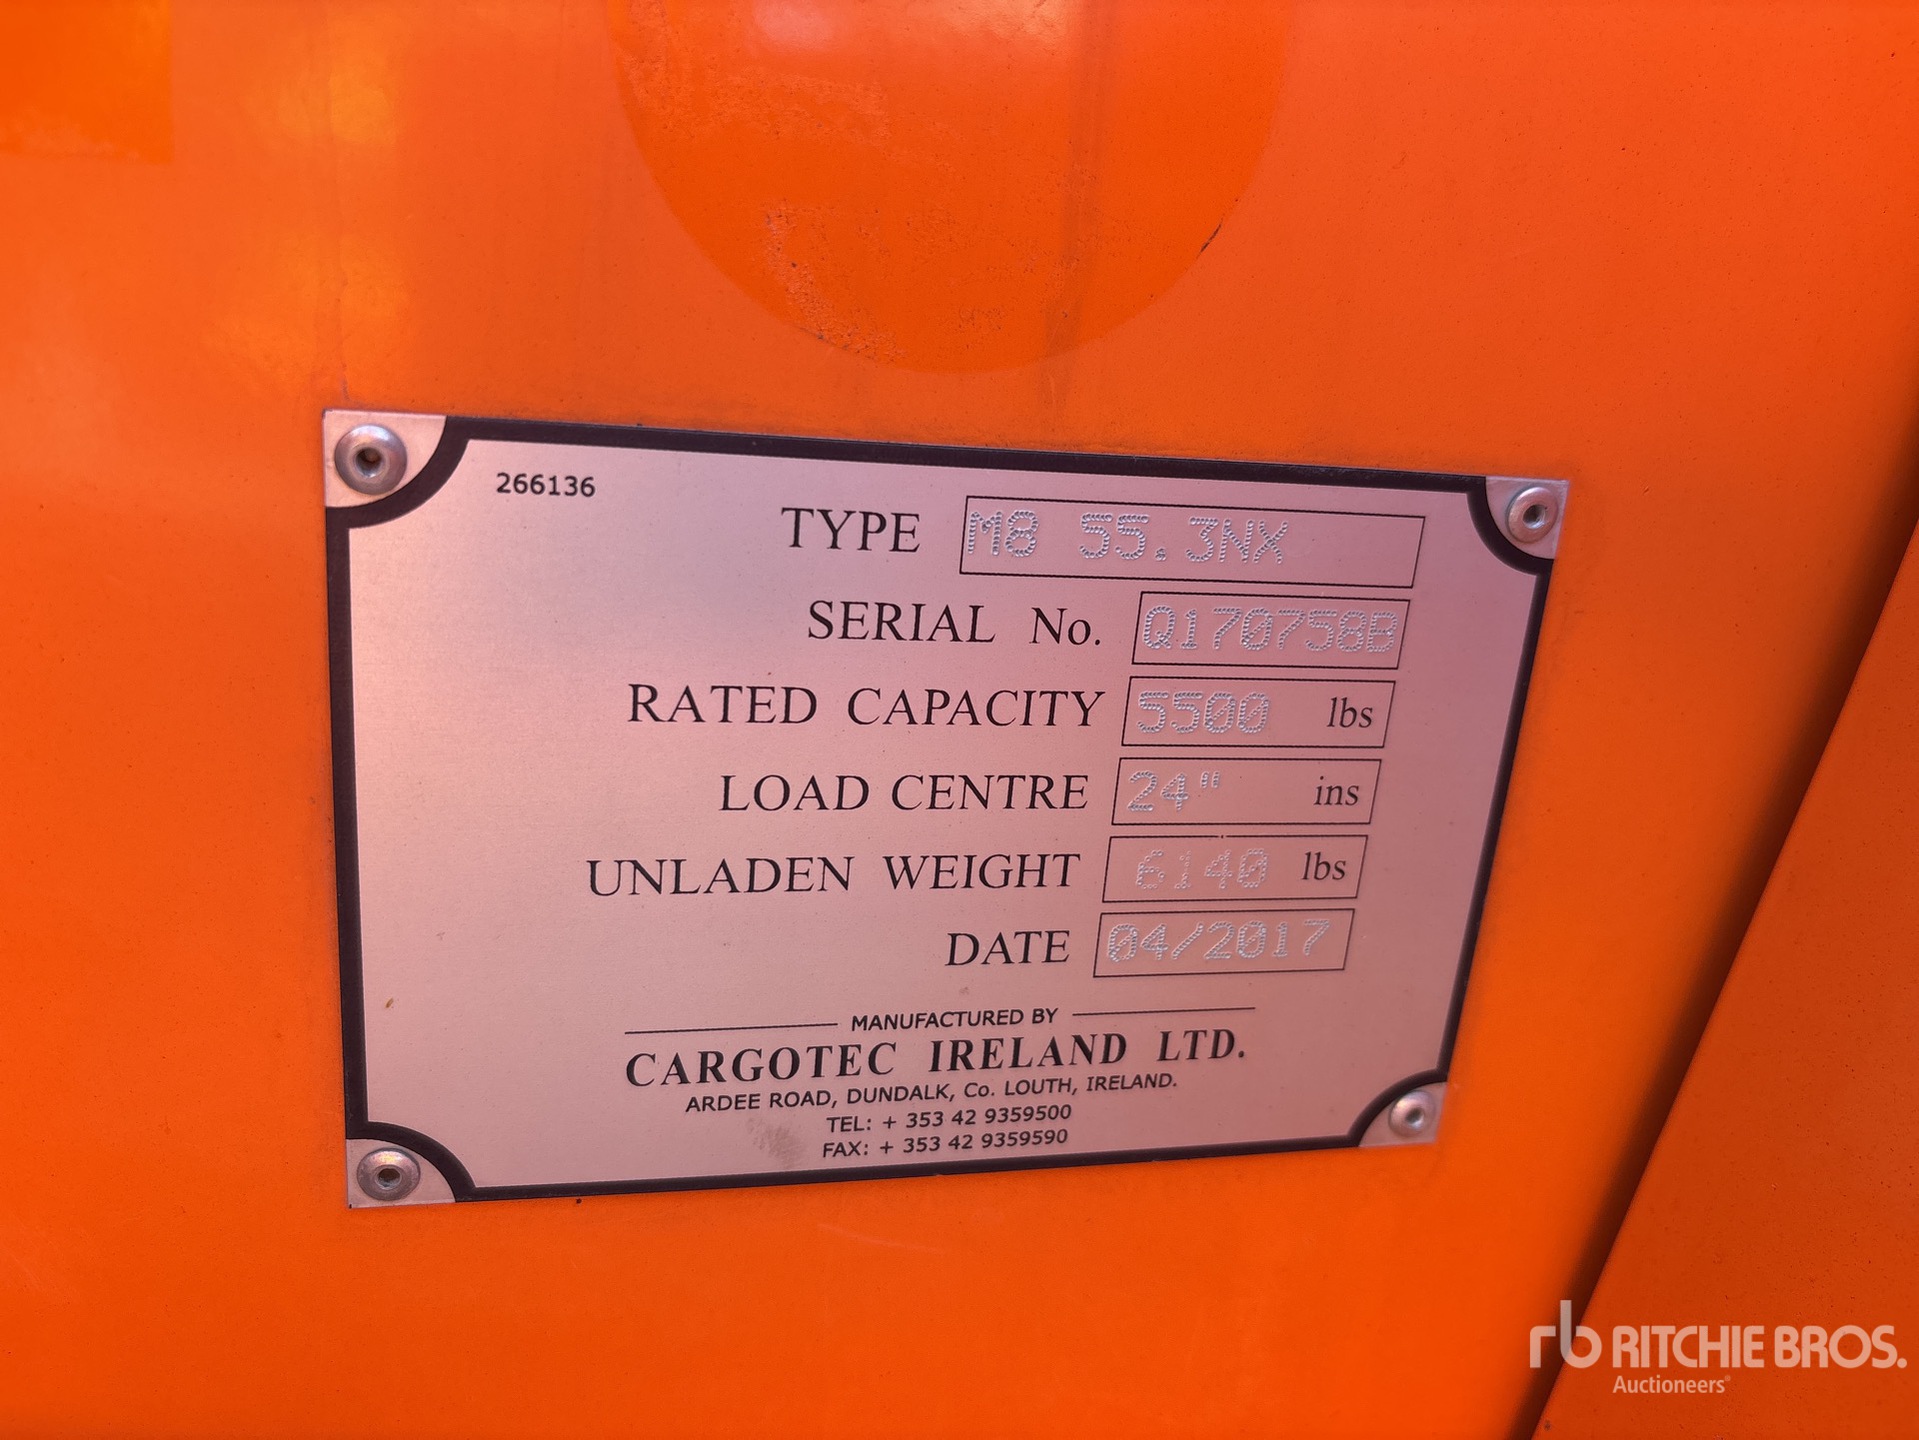 266136
TYPE M8 55.3NX
SERIAL No. Q170758B
RATED CAPACITY 5500 lbs
LOAD CENTRE 24" ins
UNLADEN WEIGHT 6140 lbs
DATE 04/2017
MANUFACTURED BY
CARGOTEC IRELAND LTD.
ARDEE ROAD, DUNDALK, Co. LOUTH, IRELAND.
TEL: + 353 42 9359500
FAX: + 353 42 9359590
rb RITCHIE BROS.
Auctioneers®